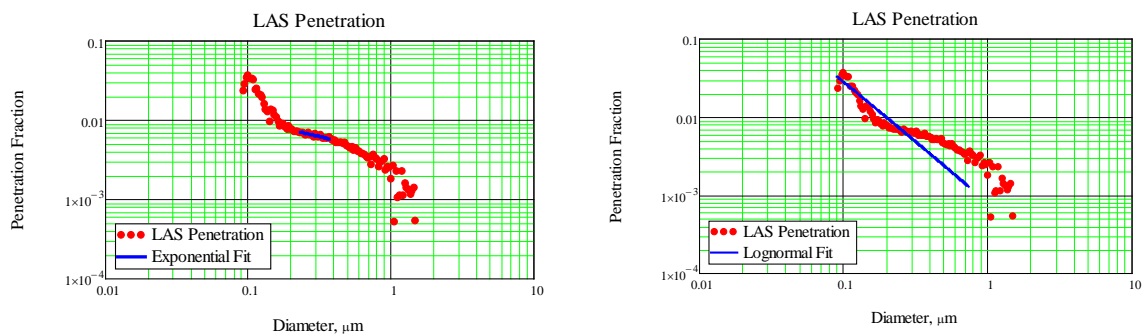 LAS Penetration
Penetration Fraction
0.1
0.01
1×10⁻³
1×10⁻⁴
LAS Penetration
Exponential Fit
0.01
0.1
1
10
Diameter, μm
LAS Penetration
Penetration Fraction
0.1
0.01
1×10⁻³
1×10⁻⁴
LAS Penetration
Lognormal Fit
0.01
0.1
1
10
Diameter, μm